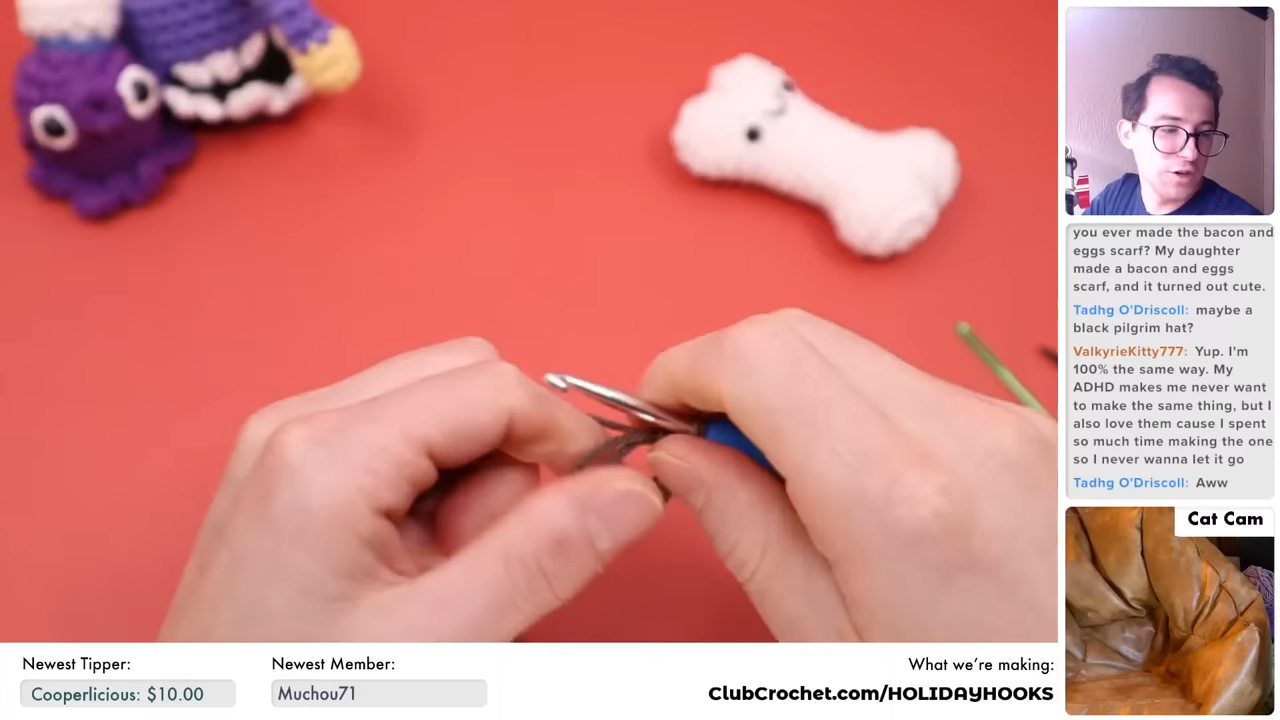 you ever made the bacon and
eggs scarf? My daughter
made a bacon and eggs
scarf, and it turned out cute.
Tadhg O'Driscoll: maybe a
black pilgrim hat?
ValkyrieKitty777: Yup. I'm
100% the same way. My
ADHD makes me never want
to make the same thing, but I
also love them cause I spent
so much time making the one
so I never wanna let it go
Tadhg O'Driscoll: Aww
Cat Cam
Newest Tipper:
Cooperlicious: $10.00
Newest Member:
Muchou71
What we're making:
ClubCrochet.com/HOLIDAYHOOKS